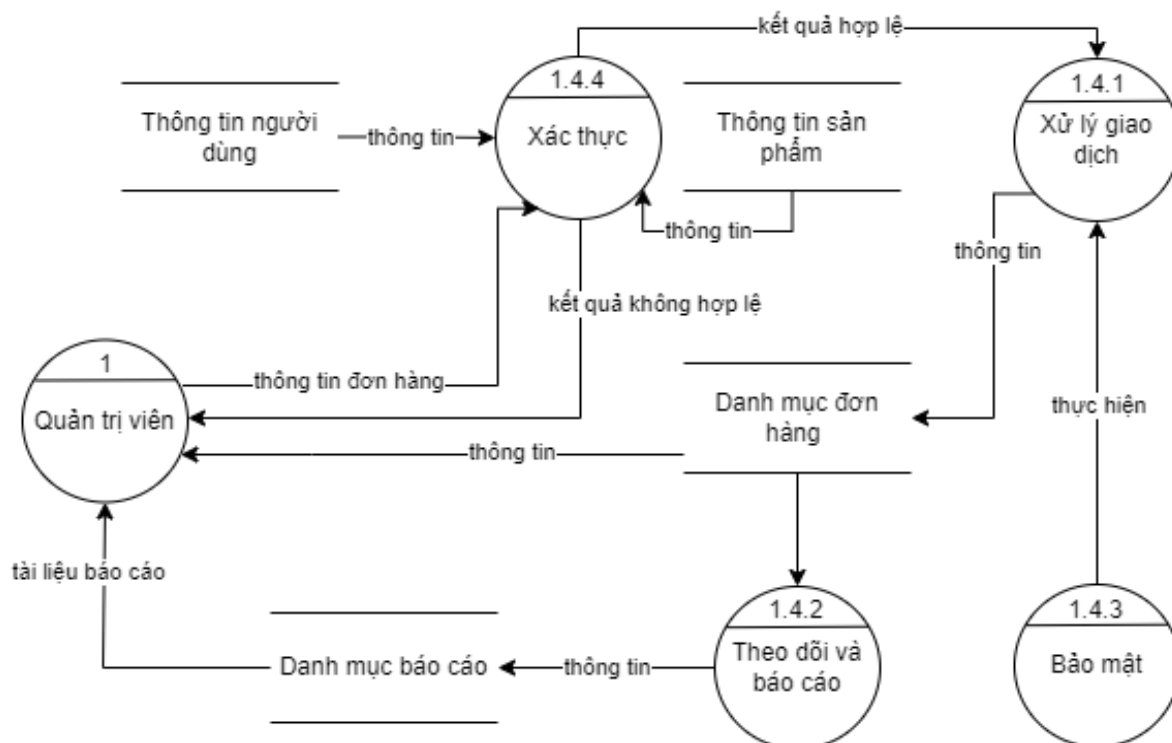 kết quả hợp lệ
1.4.4
Xác thực
1.4.1
Xử lý giao
dịch
Thông tin người
dùng
thông tin
Thông tin sản
phẩm
thông tin
thông tin
kết quả không hợp lệ
1
Quản trị viên
thông tin đơn hàng
Danh mục đơn
hàng
thực hiện
thông tin
tài liệu báo cáo
1.4.2
Theo dõi và
báo cáo
1.4.3
Bảo mật
Danh mục báo cáo
thông tin